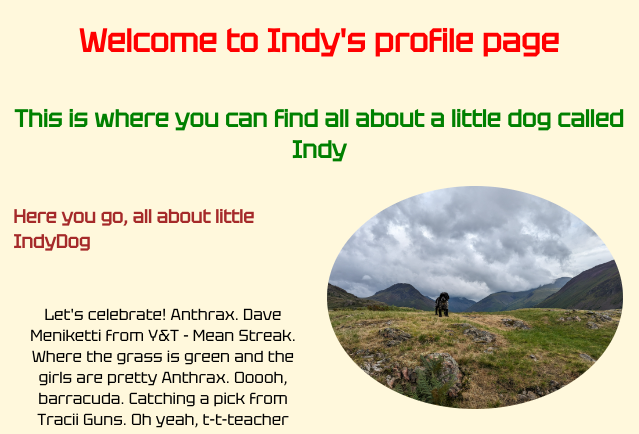 Welcome to Indy's profile page
This is where you can find all about a little dog called
Indy
Here you go, all about little
IndyDog
Let's celebrate! Anthrax. Dave
Meniketti from Y&T - Mean Streak.
Where the grass is green and the
girls are pretty Anthrax. Ooooh,
barracuda. Catching a pick from
Tracii Guns. Oh yeah, t-t-teacher